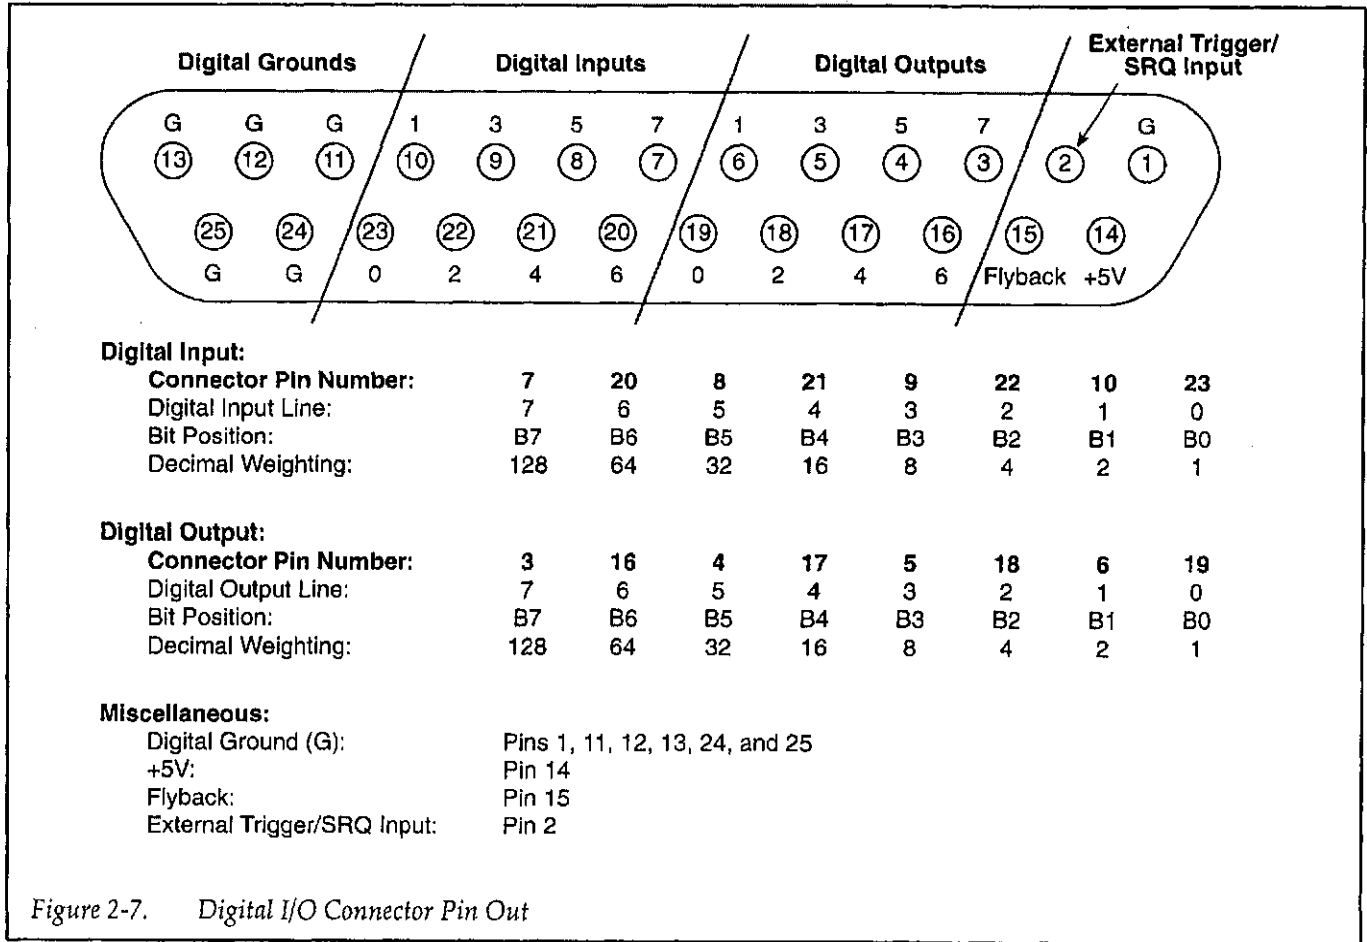 Digital Grounds Digital Inputs Digital Outputs External Trigger/
SRQ Input
G G G 1 3 5 7 1 3 5 7 G
13 12 11 10 9 8 7 6 5 4 3 2 1
25 24 23 22 21 20 19 18 17 16 15 14
G G 0 2 4 6 0 2 4 6 Flyback +5V
Digital Input:
Connector Pin Number: 7 20 8 21 9 22 10 23
Digital Input Line: 7 6 5 4 3 2 1 0
Bit Position: B7 B6 B5 B4 B3 B2 B1 B0
Decimal Weighting: 128 64 32 16 8 4 2 1
Digital Output:
Connector Pin Number: 3 16 4 17 5 18 6 19
Digital Output Line: 7 6 5 4 3 2 1 0
Bit Position: B7 B6 B5 B4 B3 B2 B1 B0
Decimal Weighting: 128 64 32 16 8 4 2 1
Miscellaneous:
Digital Ground (G): Pins 1, 11, 12, 13, 24, and 25
+5V: Pin 14
Flyback: Pin 15
External Trigger/SRQ Input: Pin 2
Figure 2-7. Digital I/O Connector Pin Out